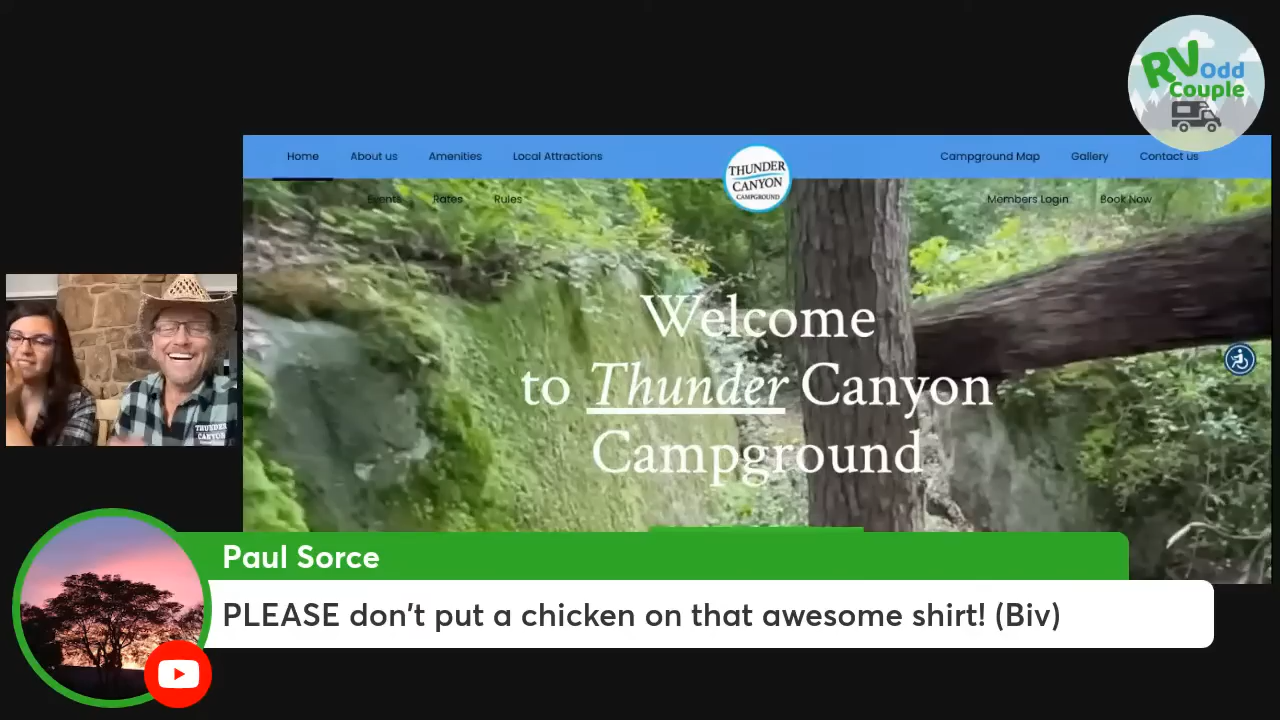 RV Odd
Couple
Home About us Amenities Local Attractions
Campground Map Gallery Contact us
Events Rates Rules
Members Login Book Now
THUNDER
CANYON
CAMPGROUND
Welcome
to Thunder Canyon
Campground
THUNDER
CANYON
Paul Sorce
PLEASE don't put a chicken on that awesome shirt! (Biv)